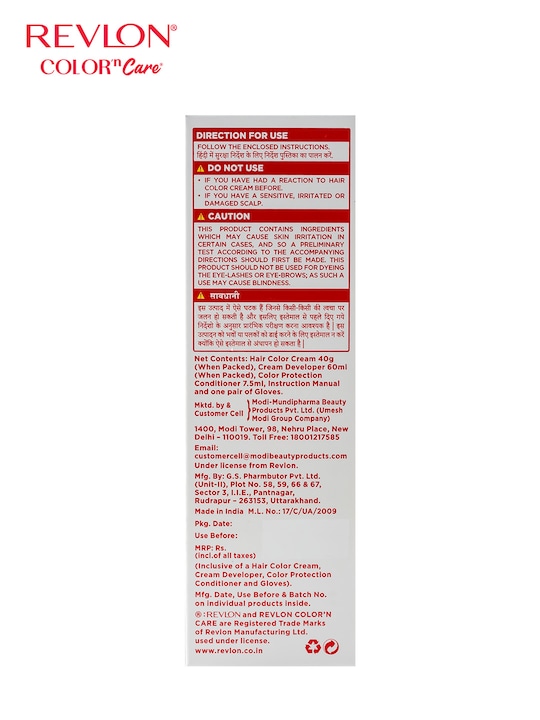 REVLON®
COLOR'n Care®
DIRECTION FOR USE
FOLLOW THE ENCLOSED INSTRUCTIONS.
हिंदी में सुरक्षा निर्देश के लिए निर्देश पुस्तिका का पालन करें.
DO NOT USE
• IF YOU HAVE HAD A REACTION TO HAIR
COLOR CREAM BEFORE.
• IF YOU HAVE A SENSITIVE, IRRITATED OR
DAMAGED SCALP.
CAUTION
THIS PRODUCT CONTAINS INGREDIENTS
WHICH MAY CAUSE SKIN IRRITATION IN
CERTAIN CASES, AND SO A PRELIMINARY
TEST ACCORDING TO THE ACCOMPANYING
DIRECTIONS SHOULD FIRST BE MADE. THIS
PRODUCT SHOULD NOT BE USED FOR DYEING
THE EYE-LASHES OR EYE-BROWS; AS SUCH A
USE MAY CAUSE BLINDNESS.
सावधानी
इस उत्पाद में ऐसे घटक हैं जिनसे किसी-किसी की त्वचा पर
जलन हो सकती है और इसलिए इस्तेमाल से पहले दिए गये
निर्देशों के अनुसार प्रारंभिक परीक्षण करना आवश्यक है | इस
उत्पादन को भवों या पलकों को डाई करने के लिए इस्तेमाल न करें
क्योंकि ऐसे इस्तेमाल से अंधापन हो सकता है |
Net Contents: Hair Color Cream 40g
(When Packed), Cream Developer 60ml
(When Packed), Color Protection
Conditioner 7.5ml, Instruction Manual
and one pair of Gloves.
Mktd. by & Customer Cell } Modi-Mundipharma Beauty
Products Pvt. Ltd. (Umesh
Modi Group Company)
1400, Modi Tower, 98, Nehru Place, New
Delhi – 110019. Toll Free: 18001217585
Email:
customercell@modibeautyproducts.com
Under license from Revlon.
Mfg. By: G.S. Pharmbutor Pvt. Ltd.
(Unit-II), Plot No. 58, 59, 66 & 67,
Sector 3, I.I.E., Pantnagar,
Rudrapur – 263153, Uttarakhand.
Made in India M.L. No.: 17/C/UA/2009
Pkg. Date:
Use Before:
MRP: Rs.
(incl.of all taxes)
(Inclusive of a Hair Color Cream,
Cream Developer, Color Protection
Conditioner and Gloves).
Mfg. Date, Use Before & Batch No.
on individual products inside.
®:REVLON and REVLON COLOR'N
CARE are Registered Trade Marks
of Revlon Manufacturing Ltd.
used under license.
www.revlon.co.in